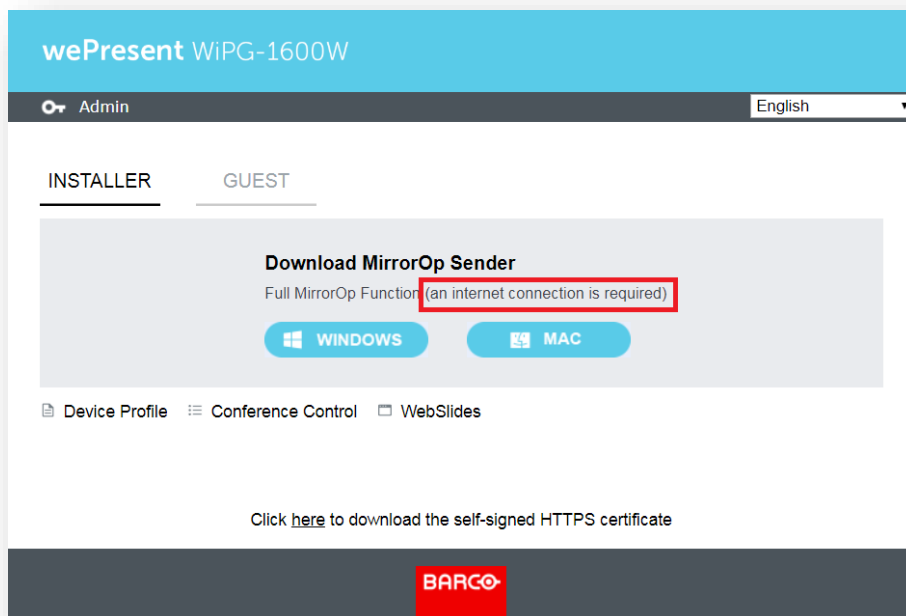 wePresent WiPG-1600W
Admin
English
INSTALLER GUEST
Download MirrorOp Sender
Full MirrorOp Function (an internet connection is required)
WINDOWS MAC
Device Profile Conference Control WebSlides
Click here to download the self-signed HTTPS certificate
BARCO